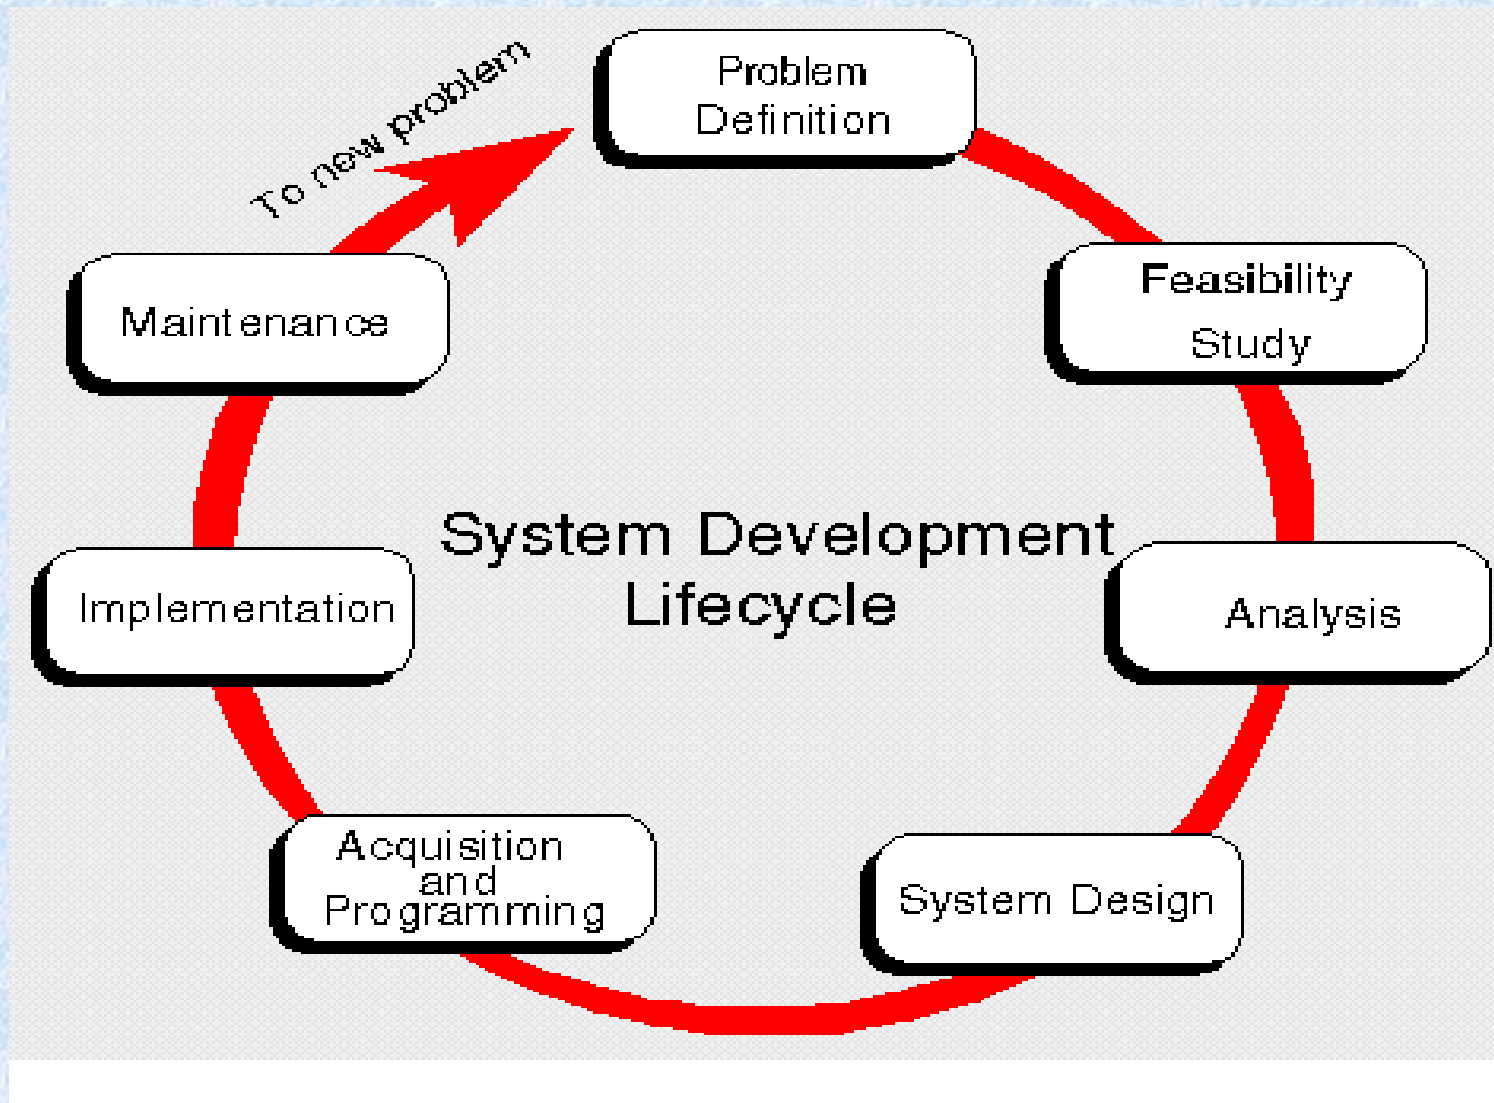 To new problem
Problem
Definition
Feasibility
Study
Analysis
System Design
Acquisition
and
Programming
Implementation
Maintenance
System Development
Lifecycle